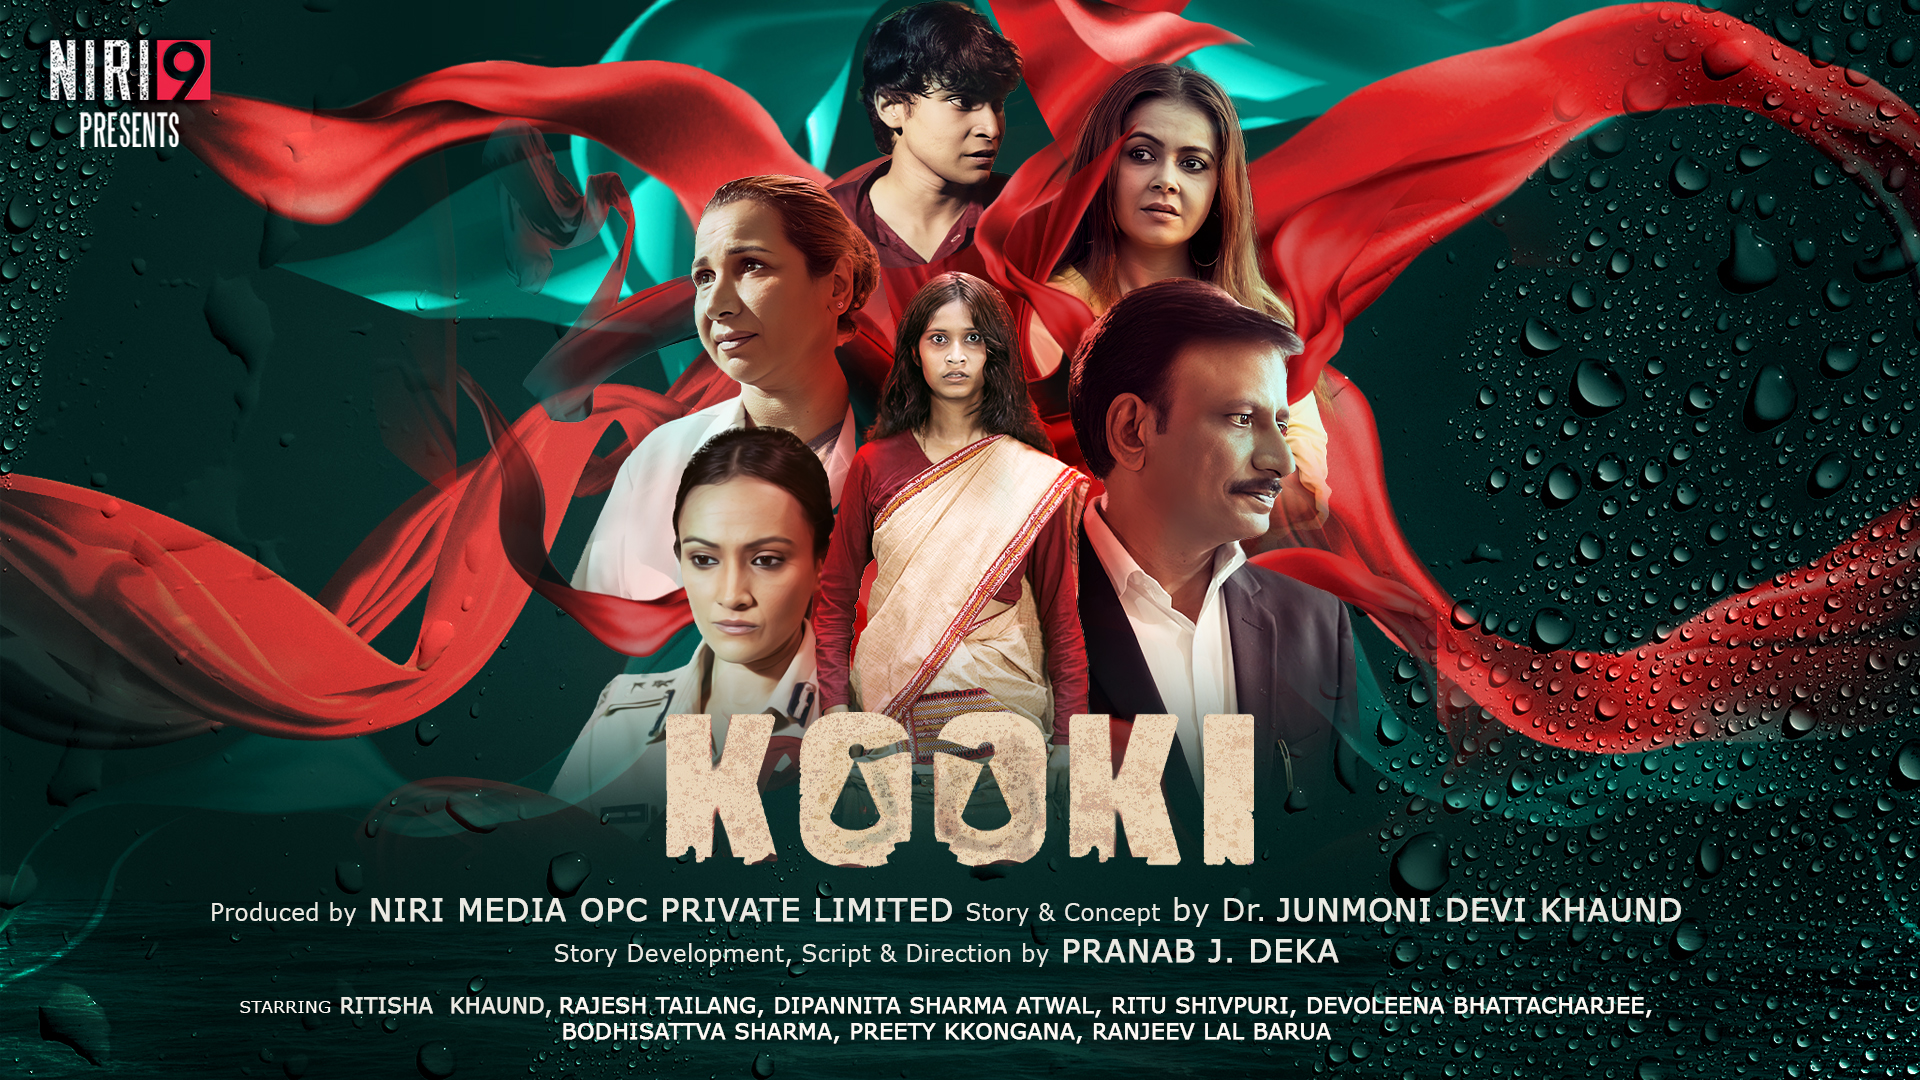 NIRI9
PRESENTS
KOOKI
Produced by NIRI MEDIA OPC PRIVATE LIMITED Story & Concept by Dr. JUNMONI DEVI KHAUND
Story Development, Script & Direction by PRANAB J. DEKA
STARRING RITISHA KHAUND, RAJESH TAILANG, DIPANNITA SHARMA ATWAL, RITU SHIVPURI, DEVOLEENA BHATTACHARJEE,
BODHISATTVA SHARMA, PREETY KKONGANA, RANJEEV LAL BARUA